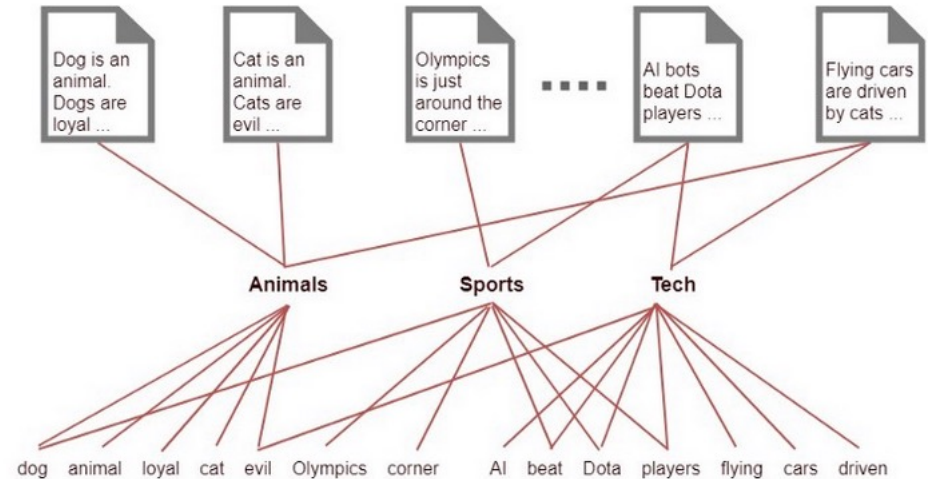 Dog is an
animal.
Dogs are
loyal ...
Cat is an
animal.
Cats are
evil ...
Olympics
is just
around the
corner ...
AI bots
beat Dota
players ...
Flying cars
are driven
by cats ...
Animals Sports Tech
dog animal loyal cat evil Olympics corner AI beat Dota players flying cars driven